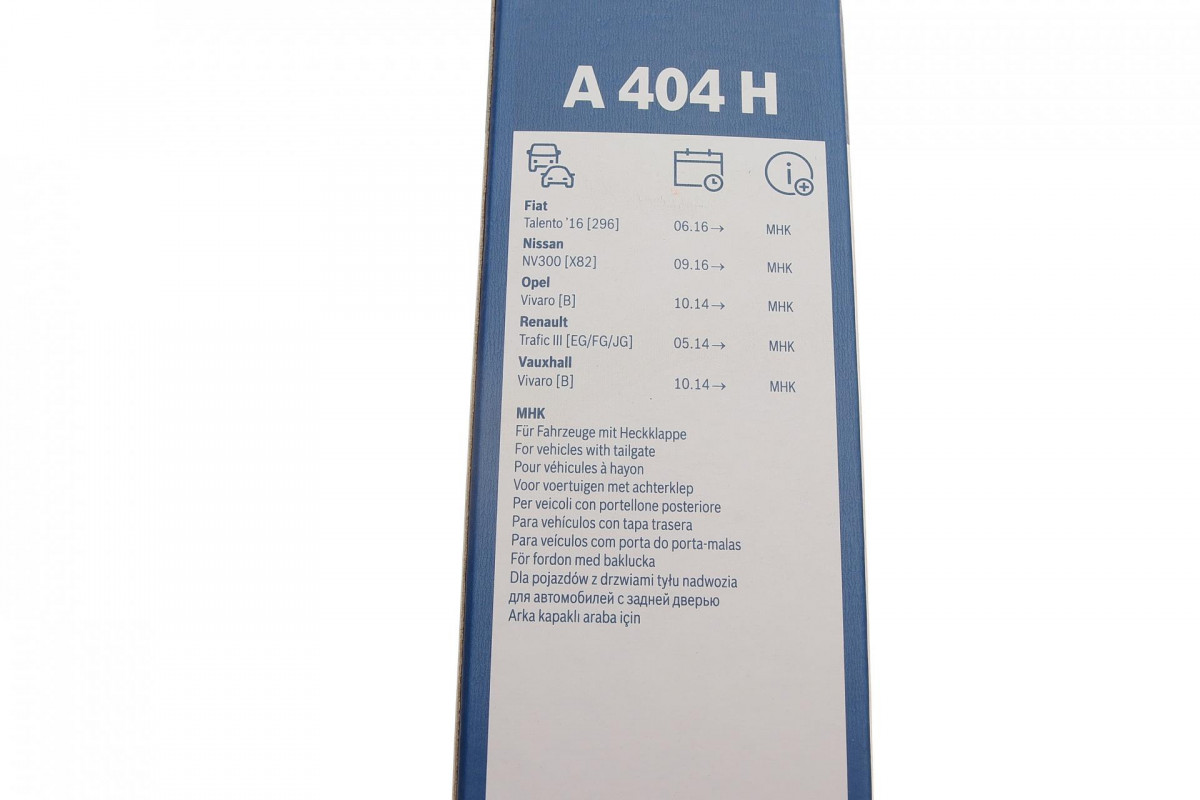 A 404 H
Fiat
Talento '16 [296] 06.16→ MHK
Nissan
NV300 [X82] 09.16→ MHK
Opel
Vivaro [B] 10.14→ MHK
Renault
Trafic III [EG/FG/JG] 05.14→ MHK
Vauxhall
Vivaro [B] 10.14→ MHK
MHK
Für Fahrzeuge mit Heckklappe
For vehicles with tailgate
Pour véhicules à hayon
Voor voertuigen met achterklep
Per veicoli con portellone posteriore
Para vehículos con tapa trasera
Para veículos com porta do porta-malas
För fordon med baklucka
Dla pojazdów z drzwiami tyłu nadwozia
для автомобилей с задней дверью
Arka kapaklı araba için